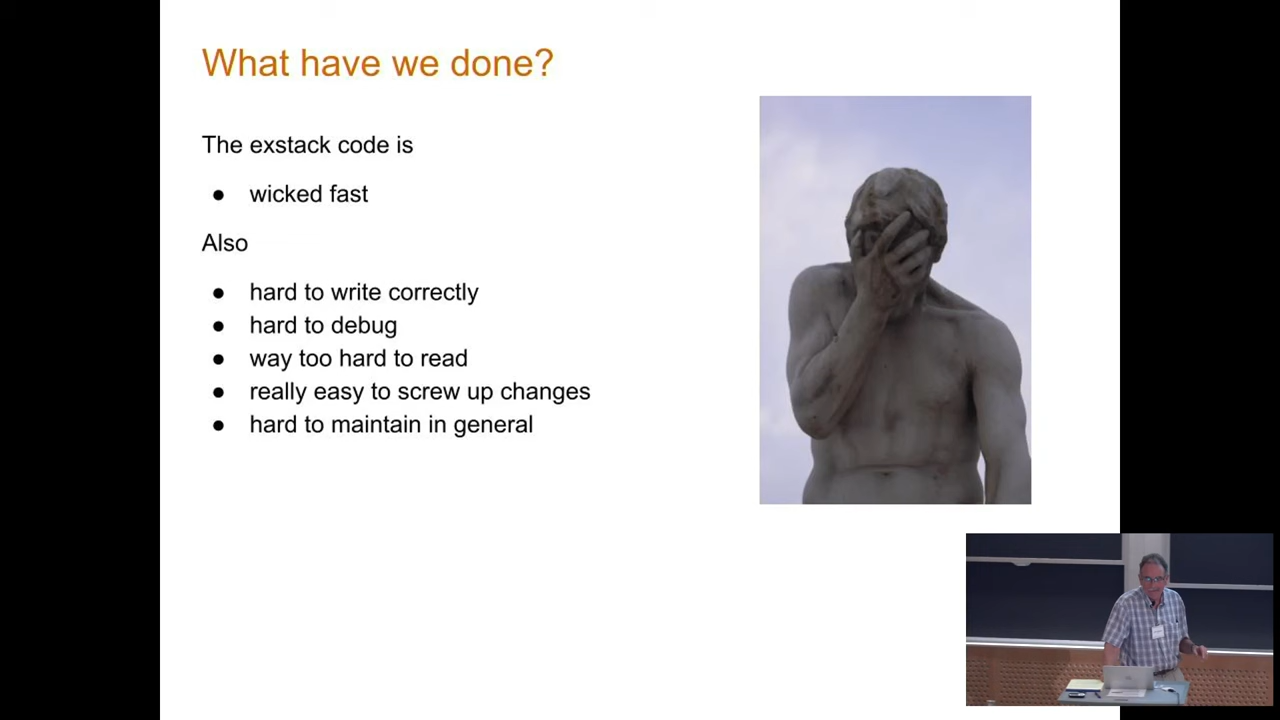 What have we done?
The exstack code is
● wicked fast
Also
● hard to write correctly
● hard to debug
● way too hard to read
● really easy to screw up changes
● hard to maintain in general